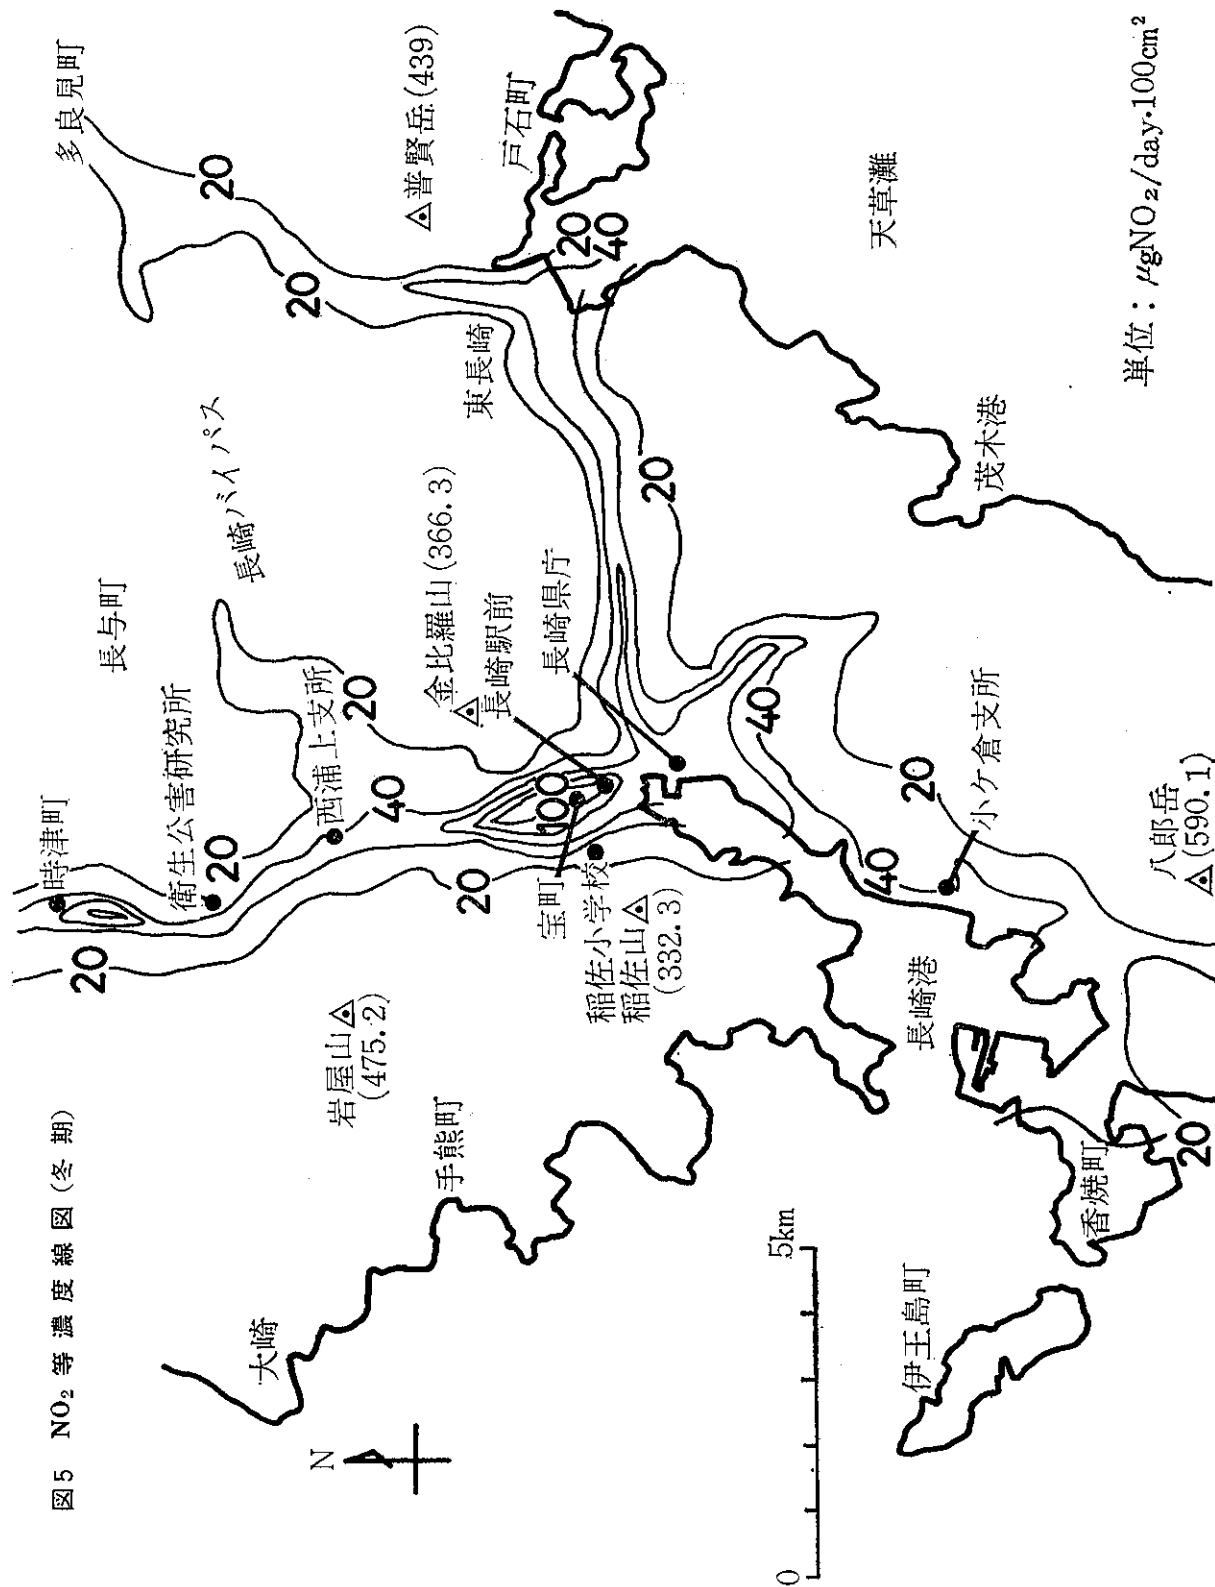 図5 NO₂ 等濃度線図(冬期)
N
大崎
手熊町
岩屋山
(475.2)
時津町
20
衛生公害研究所
20
西浦上支所
40
長与町
長崎バイパス
20
多良見町
20
20
普賢岳(439)
戸石町
東長崎
20
40
20
宝町
100
金比羅山(366.3)
長崎駅前
長崎県庁
稲佐小学校
稲佐山
(332.3)
20
40
天草灘
茂木港
長崎港
40
小ケ倉支所
20
八郎岳
(590.1)
香焼町
20
伊王島町
0
5km
単位:μgNO₂/day·100cm²